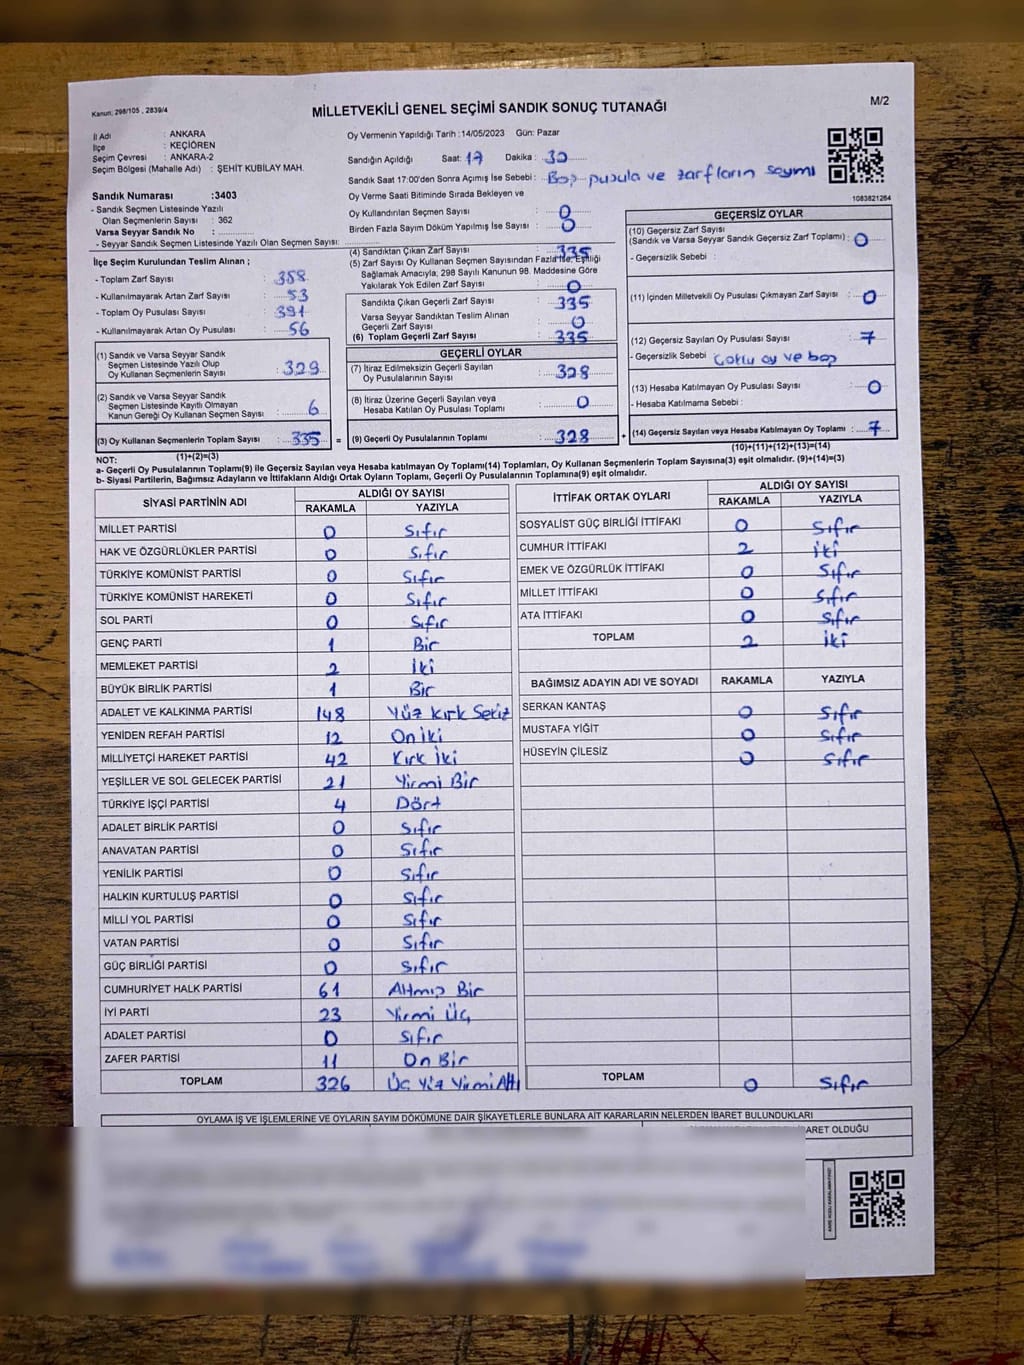 Kanun: 298/105 , 2839/4
MİLLETVEKİLİ GENEL SEÇİMİ SANDIK SONUÇ TUTANAĞI
M/2
İl Adı : ANKARA
İlçe : KEÇİÖREN
Seçim Çevresi : ANKARA-2
Seçim Bölgesi (Mahalle Adı) : ŞEHİT KUBİLAY MAH.
Oy Vermenin Yapıldığı Tarih : 14/05/2023 Gün: Pazar
Sandığın Açıldığı Saat: 17 Dakika : 30
Sandık Saat 17:00'den Sonra Açımış İse Sebebi : Boş pusula ve zarfların sayımı
Sandık Numarası :3403
- Sandık Seçmen Listesinde Yazılı
Olan Seçmenlerin Sayısı : 362
Varsa Seyyar Sandık No :
- Seyyar Sandık Seçmen Listesinde Yazılı Olan Seçmen Sayısı:
Oy Verme Saati Bitiminde Sırada Bekleyen ve
Oy Kullandırılan Seçmen Sayısı : 0
Birden Fazla Sayım Döküm Yapılmış İse Sayısı : 0
1083821264
İlçe Seçim Kurulundan Teslim Alınan ;
- Toplam Zarf Sayısı : 388
- Kullanılmayarak Artan Zarf Sayısı : 53
- Toplam Oy Pusulası Sayısı : 391
- Kullanılmayarak Artan Oy Pusulası : 56
(4) Sandıktan Çıkan Zarf Sayısı : 335
(5) Zarf Sayısı Oy Kullanan Seçmen Sayısından Fazla İse, Eşitliği
Sağlamak Amacıyla, 298 Sayılı Kanunun 98. Maddesine Göre
Yakılarak Yok Edilen Zarf Sayısı : 0
Sandıkta Çıkan Geçerli Zarf Sayısı : 335
Varsa Seyyar Sandıktan Teslim Alınan
Geçerli Zarf Sayısı : 0
(6) Toplam Geçerli Zarf Sayısı : 335
(1) Sandık ve Varsa Seyyar Sandık
Seçmen Listesinde Yazılı Olup
Oy Kullanan Seçmenlerin Sayısı : 329
(2) Sandık ve Varsa Seyyar Sandık
Seçmen Listesinde Kayıtlı Olmayan
Kanun Gereği Oy Kullanan Seçmen Sayısı : 6
(3) Oy Kullanan Seçmenlerin Toplam Sayısı : 335 =
(1)+(2)=(3)
GEÇERLİ OYLAR
(7) İtiraz Edilmeksizin Geçerli Sayılan
Oy Pusulalarının Sayısı : 328
(8) İtiraz Üzerine Geçerli Sayılan veya
Hesaba Katılan Oy Pusulası Toplamı : 0
(9) Geçerli Oy Pusulalarının Toplamı : 328 +
GEÇERSİZ OYLAR
(10) Geçersiz Zarf Sayısı
(Sandık ve Varsa Seyyar Sandık Geçersiz Zarf Toplamı) : 0
- Geçersizlik Sebebi :
(11) İçinden Milletvekili Oy Pusulası Çıkmayan Zarf Sayısı : 0
(12) Geçersiz Sayılan Oy Pusulası Sayısı : 7
- Geçersizlik Sebebi Çoklu oy ve boş
(13) Hesaba Katılmayan Oy Pusulası Sayısı : 0
- Hesaba Katılmama Sebebi :
(14) Geçersiz Sayılan veya Hesaba Katılmayan Oy Toplamı : 7
(10)+(11)+(12)+(13)=(14)
NOT:
a- Geçerli Oy Pusulalarının Toplamı(9) ile Geçersiz Sayılan veya Hesaba katılmayan Oy Toplamı(14) Toplamları, Oy Kullanan Seçmenlerin Toplam Sayısına(3) eşit olmalıdır. (9)+(14)=(3)
b- Siyasi Partilerin, Bağımsız Adayların ve İttifakların Aldığı Ortak Oyların Toplamı, Geçerli Oy Pusulalarının Toplamına(9) eşit olmalıdır.
SİYASİ PARTİNİN ADI ALDIĞI OY SAYISI
RAKAMLA YAZIYLA
MİLLET PARTİSİ 0 Sıfır
HAK VE ÖZGÜRLÜKLER PARTİSİ 0 Sıfır
TÜRKİYE KOMÜNİST PARTİSİ 0 Sıfır
TÜRKİYE KOMÜNİST HAREKETİ 0 Sıfır
SOL PARTİ 0 Sıfır
GENÇ PARTİ 1 Bir
MEMLEKET PARTİSİ 2 İki
BÜYÜK BİRLİK PARTİSİ 1 Bir
ADALET VE KALKINMA PARTİSİ 148 Yüz Kırk Sekiz
YENİDEN REFAH PARTİSİ 12 On iki
MİLLİYETÇİ HAREKET PARTİSİ 42 Kırk İki
YEŞİLLER VE SOL GELECEK PARTİSİ 21 Yirmi Bir
TÜRKİYE İŞÇİ PARTİSİ 4 Dört
ADALET BİRLİK PARTİSİ 0 Sıfır
ANAVATAN PARTİSİ 0 Sıfır
YENİLİK PARTİSİ 0 Sıfır
HALKIN KURTULUŞ PARTİSİ 0 Sıfır
MİLLİ YOL PARTİSİ 0 Sıfır
VATAN PARTİSİ 0 Sıfır
GÜÇ BİRLİĞİ PARTİSİ 0 Sıfır
CUMHURİYET HALK PARTİSİ 61 Altmış Bir
İYİ PARTİ 23 Yirmi Üç
ADALET PARTİSİ 0 Sıfır
ZAFER PARTİSİ 11 On Bir
TOPLAM 326 Üç Yüz Yirmi Altı
İTTİFAK ORTAK OYLARI ALDIĞI OY SAYISI
RAKAMLA YAZIYLA
SOSYALİST GÜÇ BİRLİĞİ İTTİFAKI 0 Sıfır
CUMHUR İTTİFAKI 2 İki
EMEK VE ÖZGÜRLÜK İTTİFAKI 0 Sıfır
MİLLET İTTİFAKI 0 Sıfır
ATA İTTİFAKI 0 Sıfır
TOPLAM 2 İki
BAĞIMSIZ ADAYIN ADI VE SOYADI RAKAMLA YAZIYLA
SERKAN KANTAŞ 0 Sıfır
MUSTAFA YİĞİT 0 Sıfır
HÜSEYİN ÇİLESİZ 0 Sıfır
TOPLAM 0 Sıfır
OYLAMA İŞ VE İŞLEMLERİNE VE OYLARIN SAYIM DÖKÜMÜNE DAİR ŞİKAYETLERLE BUNLARA AİT KARARLARIN NELERDEN İBARET BULUNDUKLARI
ARET OLDUĞU